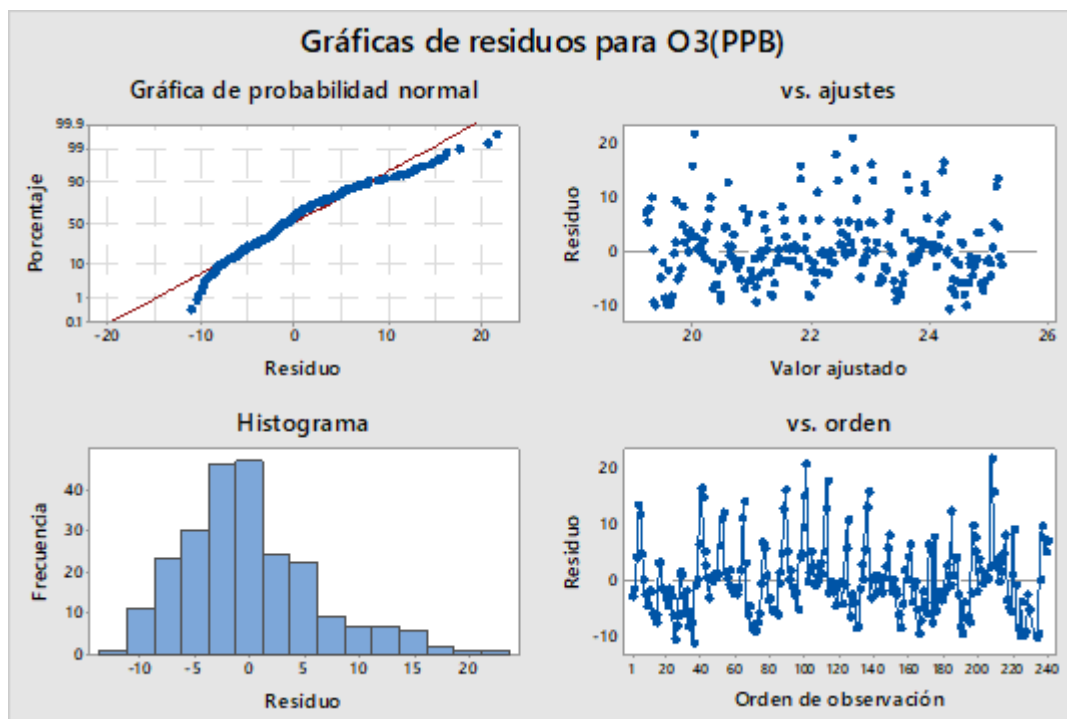 Gráficas de residuos para O3(PPB)
Gráfica de probabilidad normal
99.9
99
90
50
10
1
0.1
Porcentaje
-20 -10 0 10 20
Residuo
vs. ajustes
20
10
0
-10
Residuo
20 22 24 26
Valor ajustado
Histograma
40
30
20
10
0
Frecuencia
-10 -5 0 5 10 15 20
Residuo
vs. orden
20
10
0
-10
Residuo
1 20 40 60 80 100 120 140 160 180 200 220 240
Orden de observación